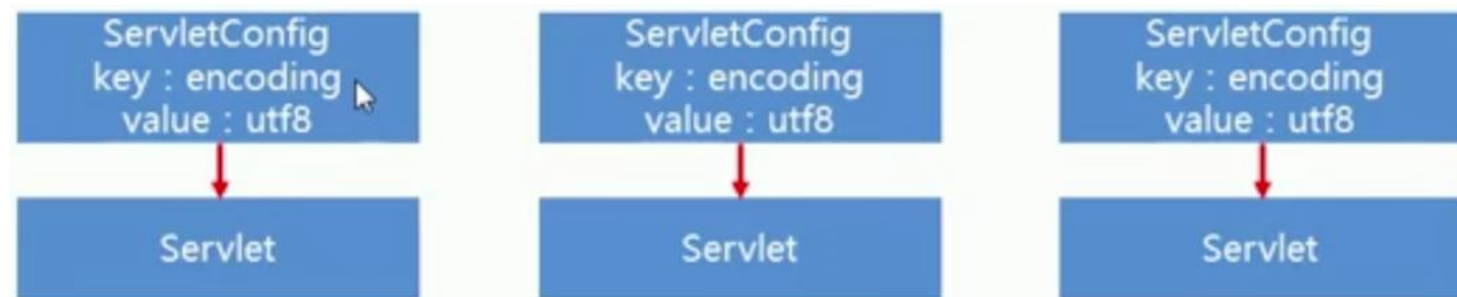 ServletConfig
key : encoding
value : utf8
Servlet
ServletConfig
key : encoding
value : utf8
Servlet
ServletConfig
key : encoding
value : utf8
Servlet